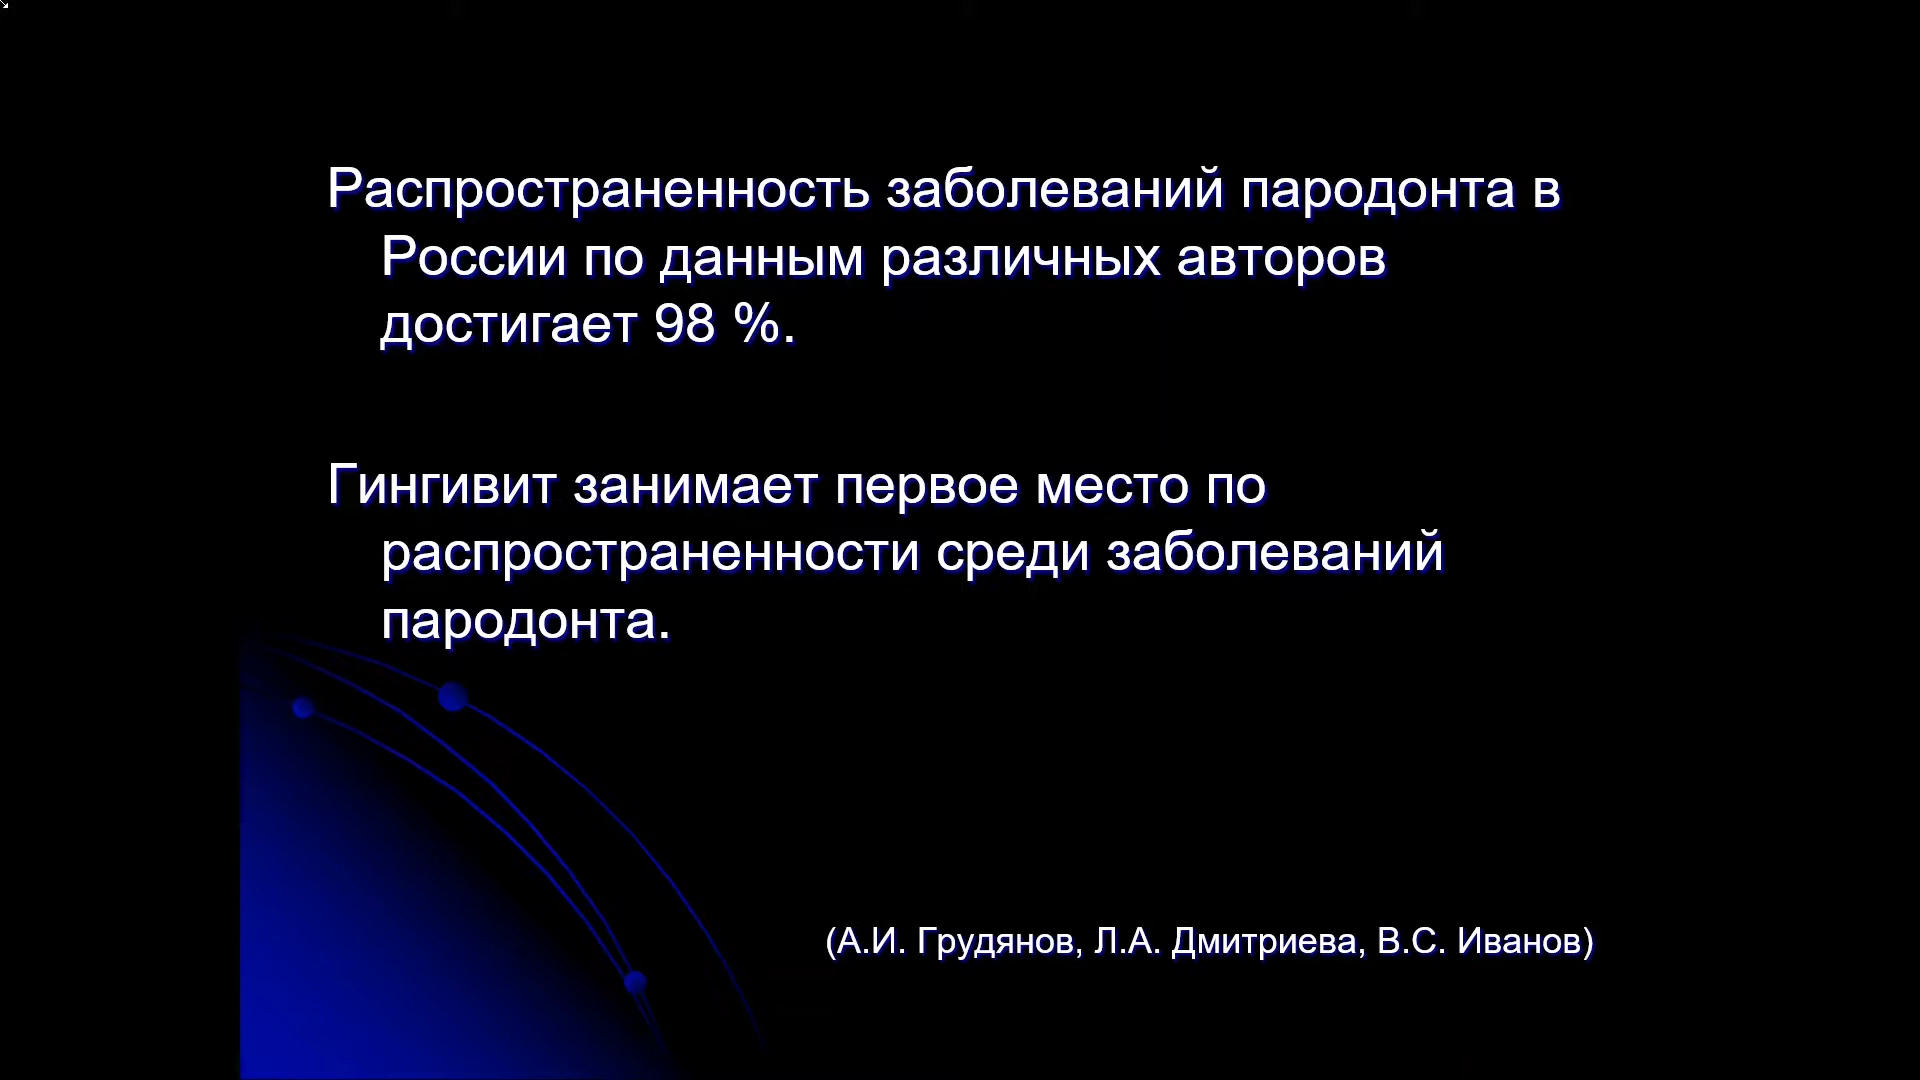 Распространенность заболеваний пародонта в
России по данным различных авторов
достигает 98 %.
Гингивит занимает первое место по
распространенности среди заболеваний
пародонта.
(А.И. Грудянов, Л.А. Дмитриева, В.С. Иванов)